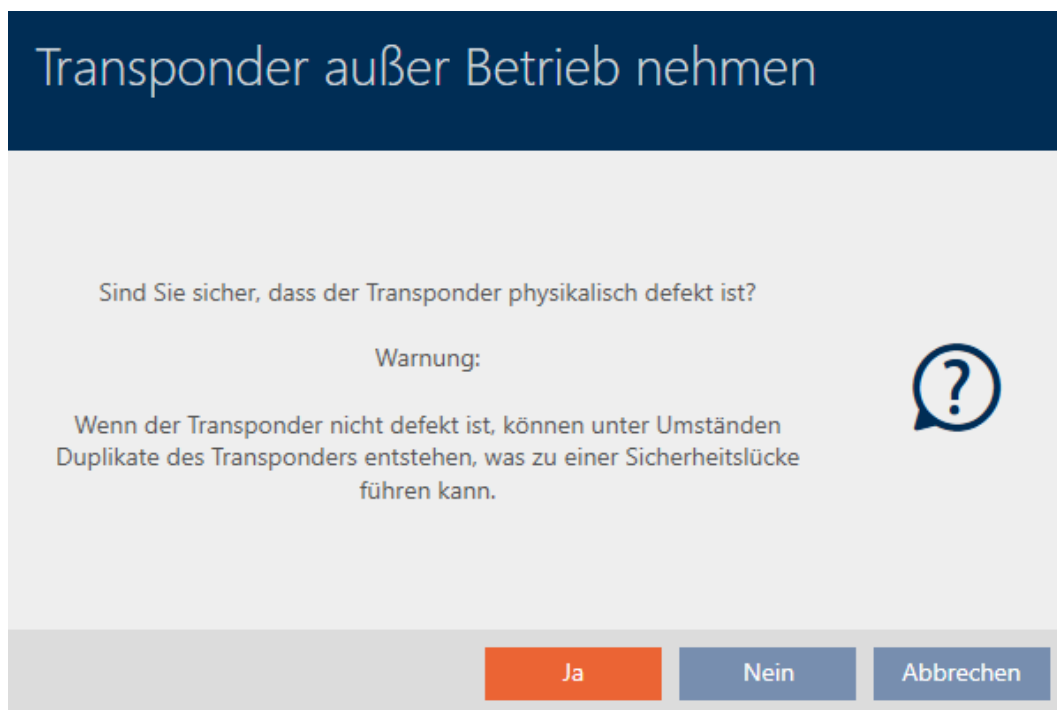 Transponder außer Betrieb nehmen
Sind Sie sicher, dass der Transponder physikalisch defekt ist?
Warnung:
Wenn der Transponder nicht defekt ist, können unter Umständen
Duplikate des Transponders entstehen, was zu einer Sicherheitslücke
führen kann.
?
Ja
Nein
Abbrechen